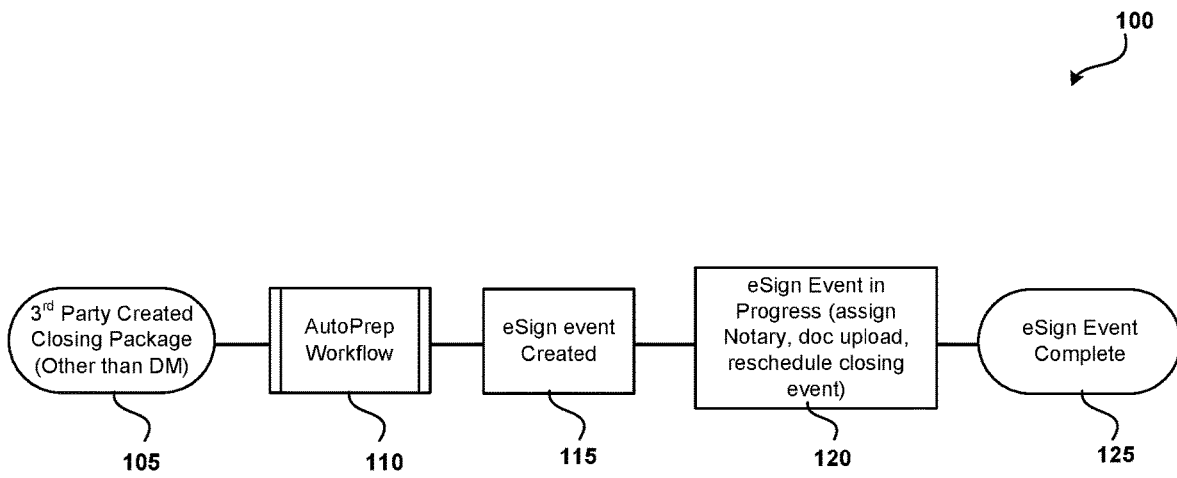 100
3rd Party Created
Closing Package
(Other than DM)
AutoPrep
Workflow
eSign event
Created
eSign Event in
Progress (assign
Notary, doc upload,
reschedule closing
event)
eSign Event
Complete
105
110
115
120
125